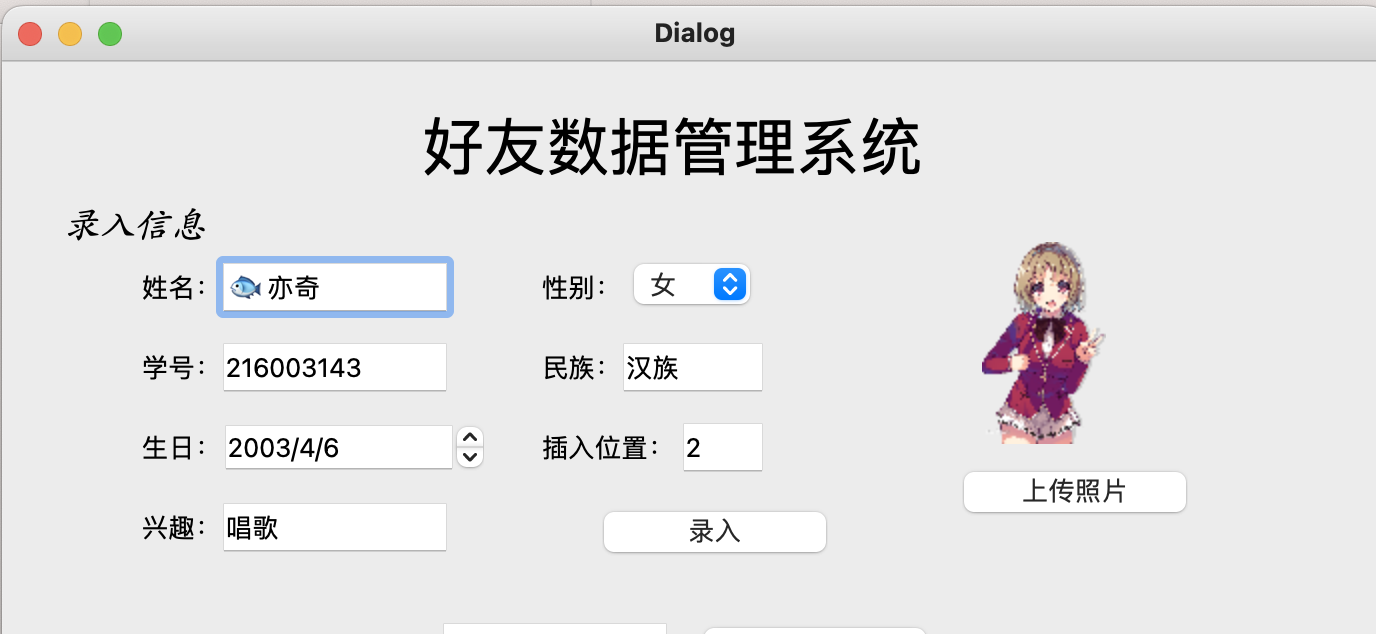 Dialog
好友数据管理系统
录入信息
姓名： 🐟亦奇 性别： 女
学号： 216003143 民族： 汉族
生日： 2003/4/6 插入位置： 2
上传照片
兴趣： 唱歌 录入